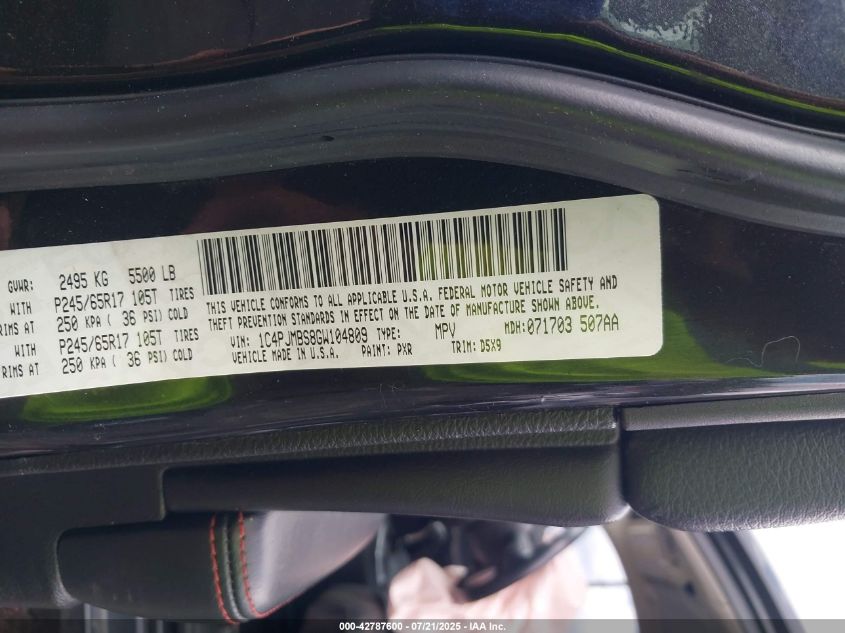 GVWR: 2495 KG 5500 LB
WITH P245/65R17 105T TIRES
RIMS AT 250 KPA ( 36 PSI) COLD
WITH P245/65R17 105T TIRES
RIMS AT 250 KPA ( 36 PSI) COLD
THIS VEHICLE CONFORMS TO ALL APPLICABLE U.S.A. FEDERAL MOTOR VEHICLE SAFETY AND
THEFT PREVENTION STANDARDS IN EFFECT ON THE DATE OF MANUFACTURE SHOWN ABOVE.
VIN: 1C4PJMBS8GW104809 TYPE: MPV MDH: 071703 507AA
VEHICLE MADE IN U.S.A. PAINT: PXR TRIM: D5X9
000-42787600 - 07/21/2025 - IAA Inc.